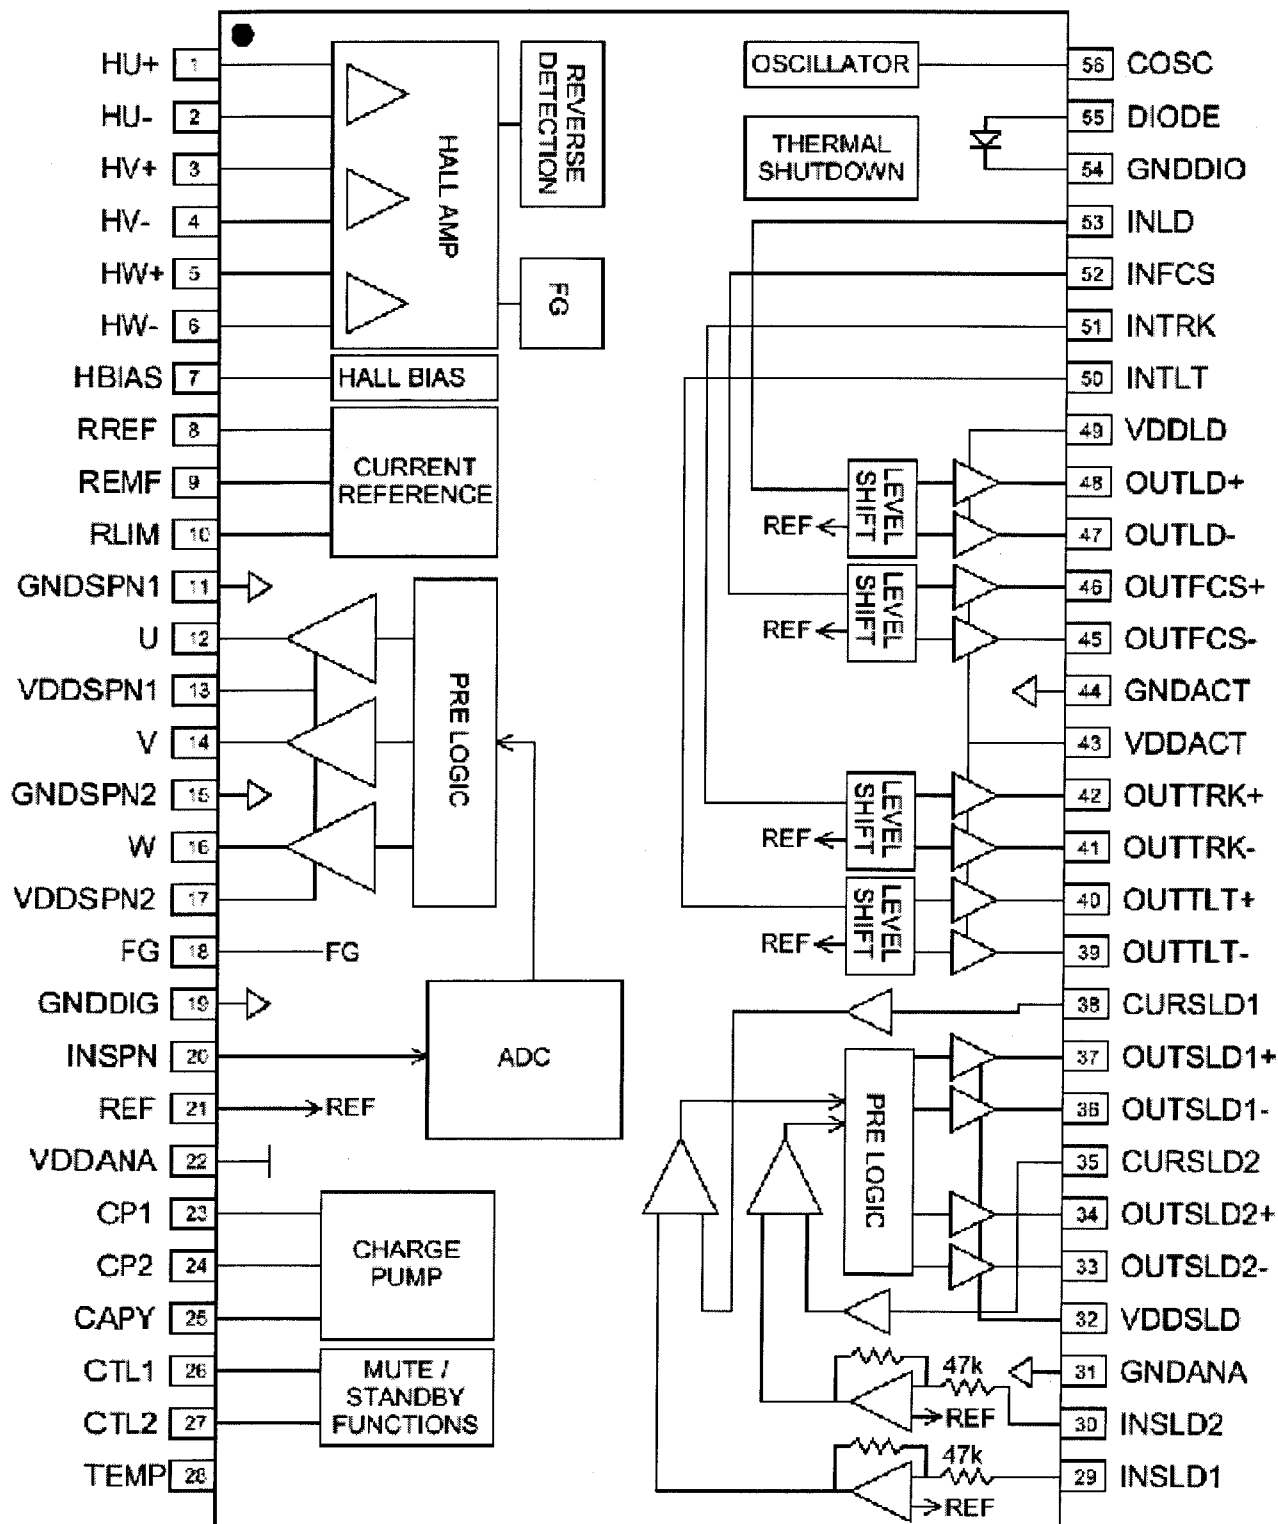 HU+ 1
HU- 2
HV+ 3
HV- 4
HW+ 5
HW- 6
HBIAS 7
RREF 8
REMF 9
RLIM 10
GNDSPN1 11
U 12
VDDSPN1 13
V 14
GNDSPN2 15
W 16
VDDSPN2 17
FG 18
GNDDIG 19
INSPN 20
REF 21
VDDANA 22
CP1 23
CP2 24
CAPY 25
CTL1 26
CTL2 27
TEMP 28
HALL AMP
REVERSE
DETECTION
FG
HALL BIAS
CURRENT
REFERENCE
PRE LOGIC
FG
ADC
REF
CHARGE
PUMP
MUTE /
STANDBY
FUNCTIONS
OSCILLATOR
THERMAL
SHUTDOWN
LEVEL
SHIFT
REF
LEVEL
SHIFT
REF
LEVEL
SHIFT
REF
LEVEL
SHIFT
REF
PRE LOGIC
47k
REF
47k
REF
56 COSC
55 DIODE
54 GNDDIO
53 INLD
52 INFCS
51 INTRK
50 INTLT
49 VDDLD
48 OUTLD+
47 OUTLD-
46 OUTFCS+
45 OUTFCS-
44 GNDACT
43 VDDACT
42 OUTTRK+
41 OUTTRK-
40 OUTTLT+
39 OUTTLT-
38 CURSLD1
37 OUTSLD1+
36 OUTSLD1-
35 CURSLD2
34 OUTSLD2+
33 OUTSLD2-
32 VDDSLD
31 GNDANA
30 INSLD2
29 INSLD1